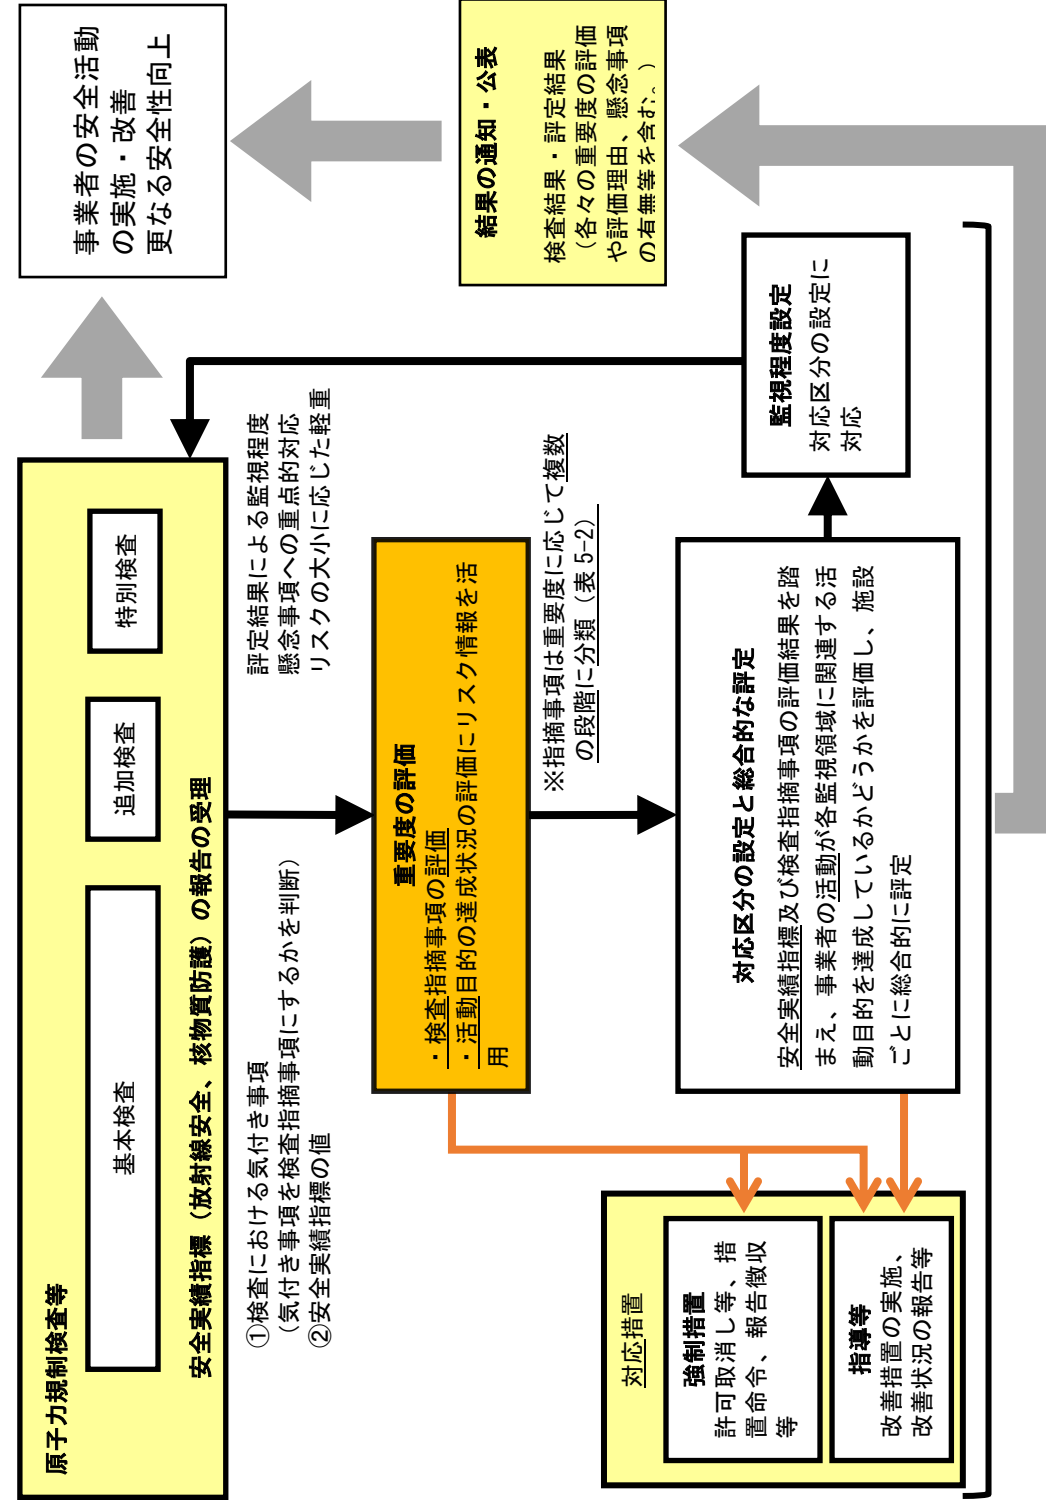 原子力規制検査等
基本検査
追加検査
特別検査
安全実績指標（放射線安全、核物質防護）の報告の受理
事業者の安全活動
の実施・改善
更なる安全性向上
①検査における気付き事項
（気付き事項を検査指摘事項にするかを判断）
②安全実績指標の値
評定結果による監視程度
懸念事項への重点的対応
リスクの大小に応じた軽重
重要度の評価
・検査指摘事項の評価
・活動目的の達成状況の評価にリスク情報を活
用
結果の通知・公表
検査結果・評定結果
（各々の重要度の評価
や評価理由、懸念事項
の有無等を含む。）
※指摘事項は重要度に応じて複数
の段階に分類（表 5-2）
対応措置
強制措置
許可取消し等、措
置命令、報告徴収
等
指導等
改善措置の実施、
改善状況の報告等
対応区分の設定と総合的な評定
安全実績指標及び検査指摘事項の評価結果を踏
まえ、事業者の活動が各監視領域に関連する活
動目的を達成しているかどうかを評価し、施設
ごとに総合的に評定
監視程度設定
対応区分の設定に
対応